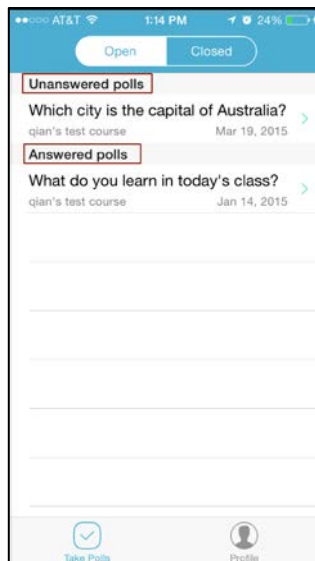 AT&T 1:14 PM 24%
Open Closed
Unanswered polls
Which city is the capital of Australia?
qian's test course Mar 19, 2015
Answered polls
What do you learn in today's class?
qian's test course Jan 14, 2015
Take Polls Profile